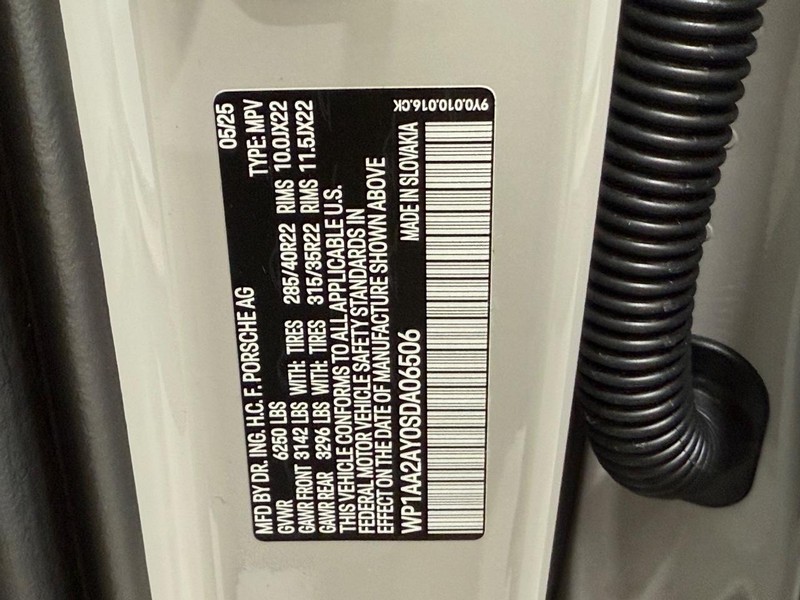 MFD BY DR. ING. H.C. F. PORSCHE AG 05/25
GVWR 6250 LBS TYPE: MPV
GAWR FRONT 3142 LBS WITH: TIRES 285/40R22 RIMS 10.0JX22
GAWR REAR 3296 LBS WITH: TIRES 315/35R22 RIMS 11.5JX22
THIS VEHICLE CONFORMS TO ALL APPLICABLE U.S.
FEDERAL MOTOR VEHICLE SAFETY STANDARDS IN
EFFECT ON THE DATE OF MANUFACTURE SHOWN ABOVE
WP1AA2AY0SDA06506 MADE IN SLOVAKIA
9Y0.010.016.CK